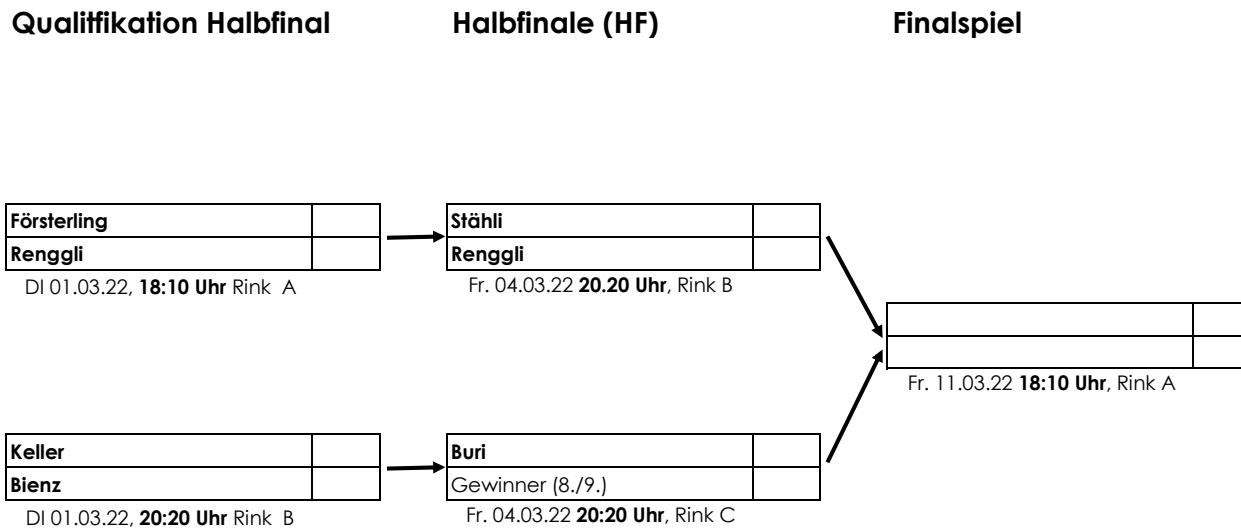 Qualitfikation Halbfinal
Halbfinale (HF)
Finalspiel
Försterling
Renggli
DI 01.03.22, 18:10 Uhr Rink A
Stähli
Renggli
Fr. 04.03.22 20.20 Uhr, Rink B
Fr. 11.03.22 18:10 Uhr, Rink A
Keller
Bienz
DI 01.03.22, 20:20 Uhr Rink B
Buri
Gewinner (8./9.)
Fr. 04.03.22 20:20 Uhr, Rink C